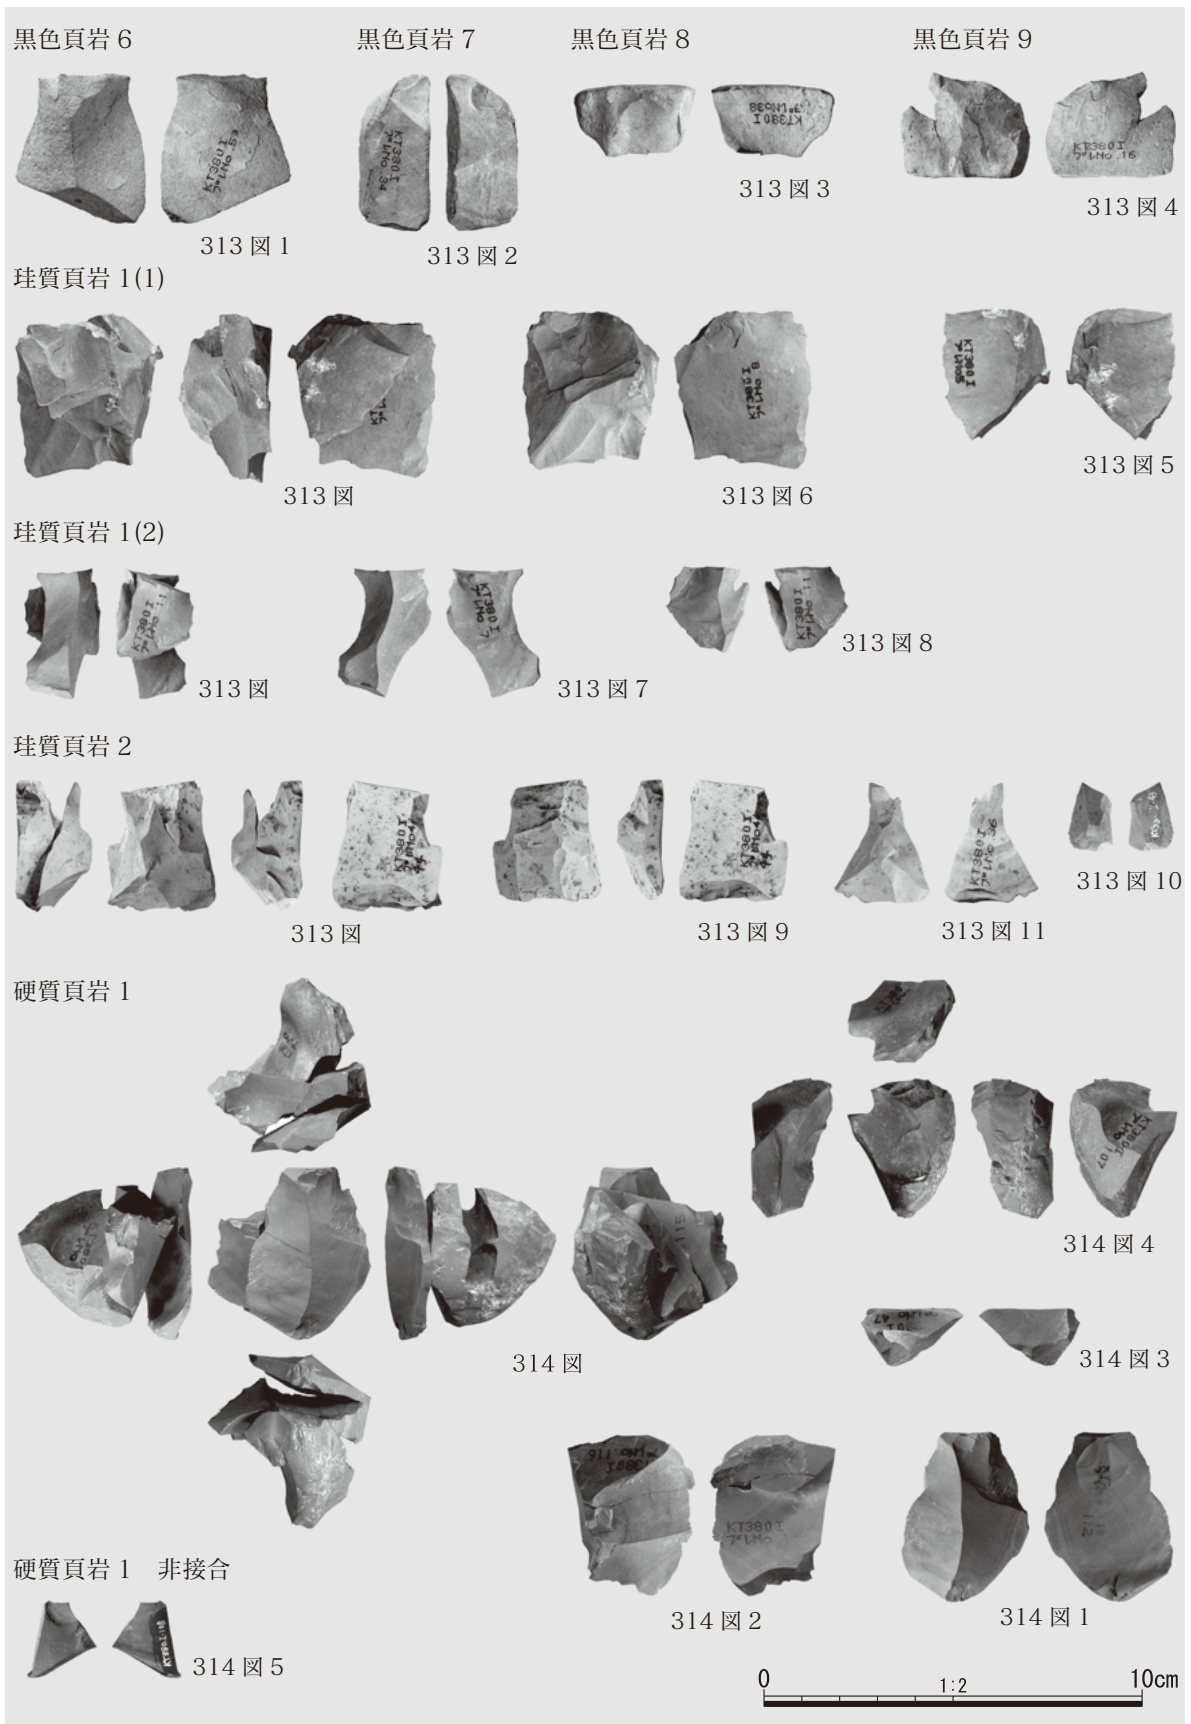 黒色頁岩 6
黒色頁岩 7
黒色頁岩 8
黒色頁岩 9
313 図 1
313 図 2
313 図 3
313 図 4
珪質頁岩 1(1)
313 図
313 図 6
313 図 5
珪質頁岩 1(2)
313 図
313 図 7
313 図 8
珪質頁岩 2
313 図
313 図 9
313 図 11
313 図 10
硬質頁岩 1
314 図
314 図 4
314 図 3
314 図 2
314 図 1
硬質頁岩 1　非接合
314 図 5
0
1:2
10cm